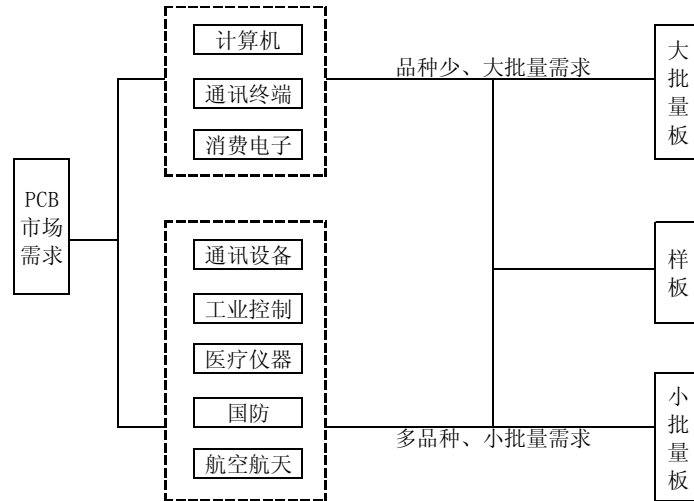 PCB
市场
需求
计算机
通讯终端
消费电子
通讯设备
工业控制
医疗仪器
国防
航空航天
品种少、大批量需求
多品种、小批量需求
大
批
量
板
样
板
小
批
量
板